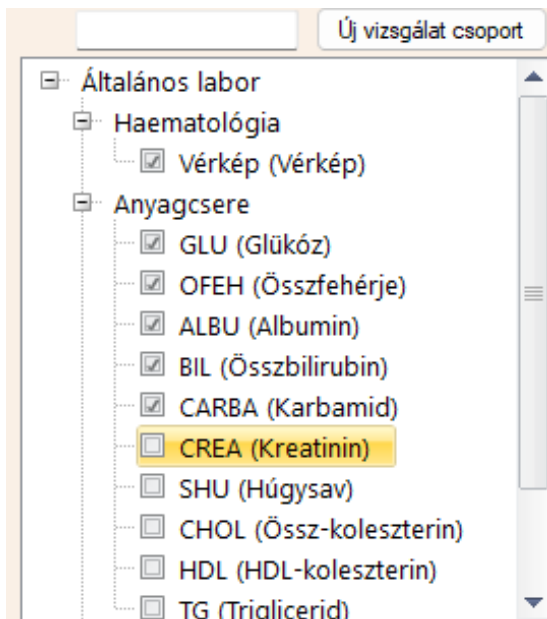 Új vizsgálat csoport
Általános labor
Haematológia
Vérkép (Vérkép)
Anyagcsere
GLU (Glükóz)
OFEH (Összfehérje)
ALBU (Albumin)
BIL (Összbilirubin)
CARBA (Karbamid)
CREA (Kreatinin)
SHU (Húgysav)
CHOL (Össz-koleszterin)
HDL (HDL-koleszterin)
TG (Triglicerid)